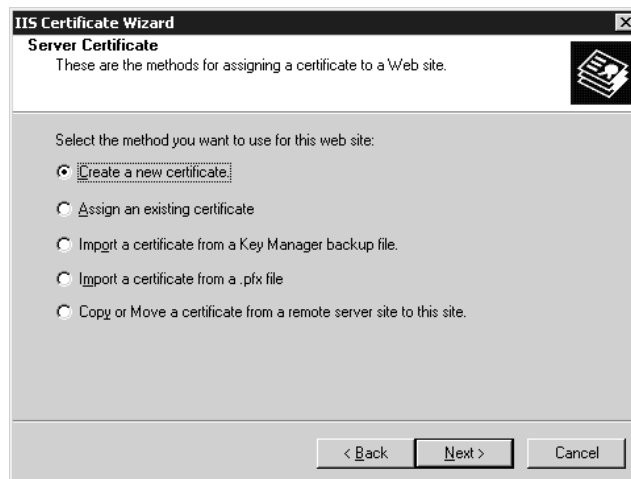 IIS Certificate Wizard
Server Certificate
These are the methods for assigning a certificate to a Web site.
Select the method you want to use for this web site:
Create a new certificate.
Assign an existing certificate
Import a certificate from a Key Manager backup file.
Import a certificate from a .pfx file
Copy or Move a certificate from a remote server site to this site.
< Back Next > Cancel